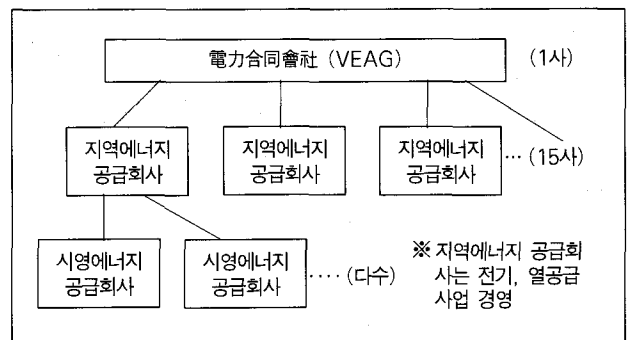 電力合同會社 (VEAG) (1사)
지역에너지 지역에너지 지역에너지
공급회사 공급회사 공급회사 … (15사)
시영에너지 시영에너지
공급회사 공급회사 ‥‥(다수)
※ 지역에너지 공급회
사는 전기, 열공급
사업 경영